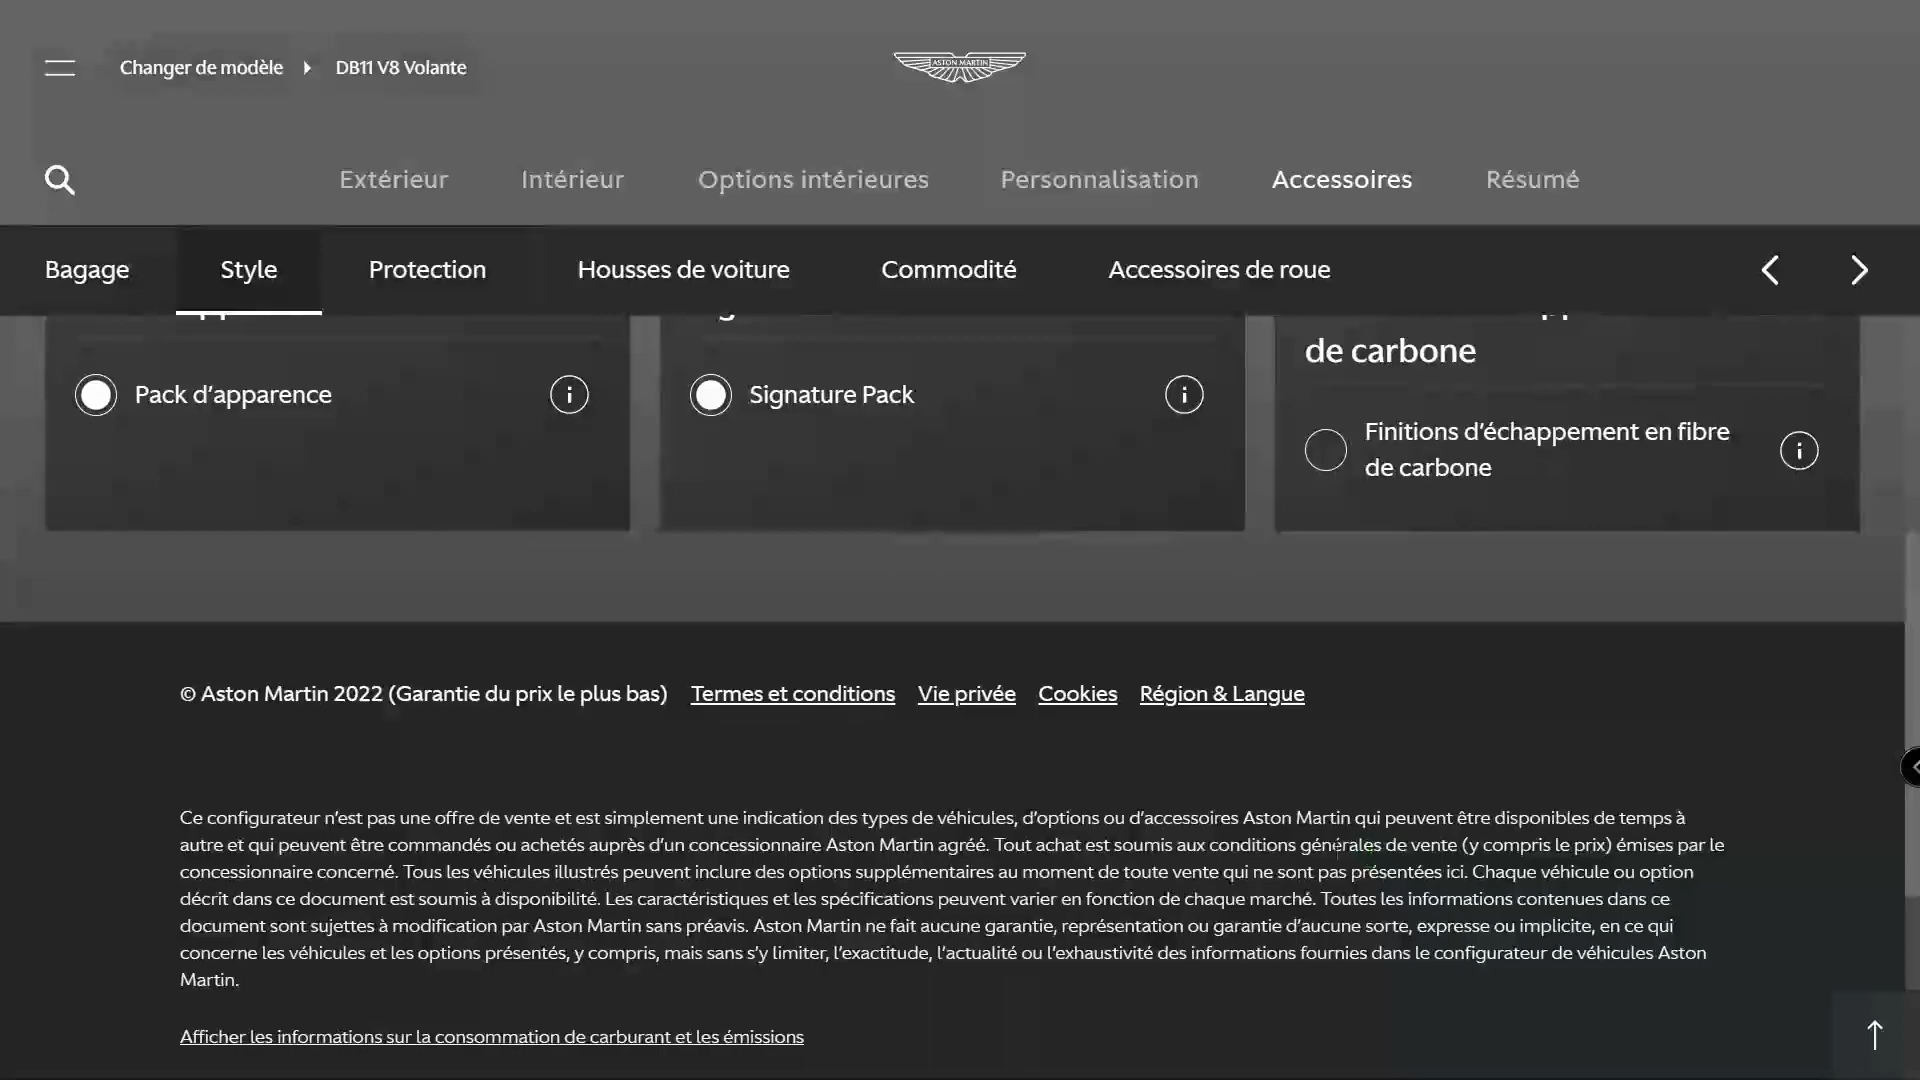 Changer de modèle DB11 V8 Volante
ASTON MARTIN
Extérieur Intérieur Options intérieures Personnalisation Accessoires Résumé
Bagage Style Protection Housses de voiture Commodité Accessoires de roue
de carbone
Pack d’apparence
Signature Pack
Finitions d’échappement en fibre
de carbone
© Aston Martin 2022 (Garantie du prix le plus bas) Termes et conditions Vie privée Cookies Région & Langue
Ce configurateur n’est pas une offre de vente et est simplement une indication des types de véhicules, d’options ou d’accessoires Aston Martin qui peuvent être disponibles de temps à
autre et qui peuvent être commandés ou achetés auprès d’un concessionnaire Aston Martin agréé. Tout achat est soumis aux conditions générales de vente (y compris le prix) émises par le
concessionnaire concerné. Tous les véhicules illustrés peuvent inclure des options supplémentaires au moment de toute vente qui ne sont pas présentées ici. Chaque véhicule ou option
décrit dans ce document est soumis à disponibilité. Les caractéristiques et les spécifications peuvent varier en fonction de chaque marché. Toutes les informations contenues dans ce
document sont sujettes à modification par Aston Martin sans préavis. Aston Martin ne fait aucune garantie, représentation ou garantie d’aucune sorte, expresse ou implicite, en ce qui
concerne les véhicules et les options présentés, y compris, mais sans s’y limiter, l’exactitude, l’actualité ou l’exhaustivité des informations fournies dans le configurateur de véhicules Aston
Martin.
Afficher les informations sur la consommation de carburant et les émissions